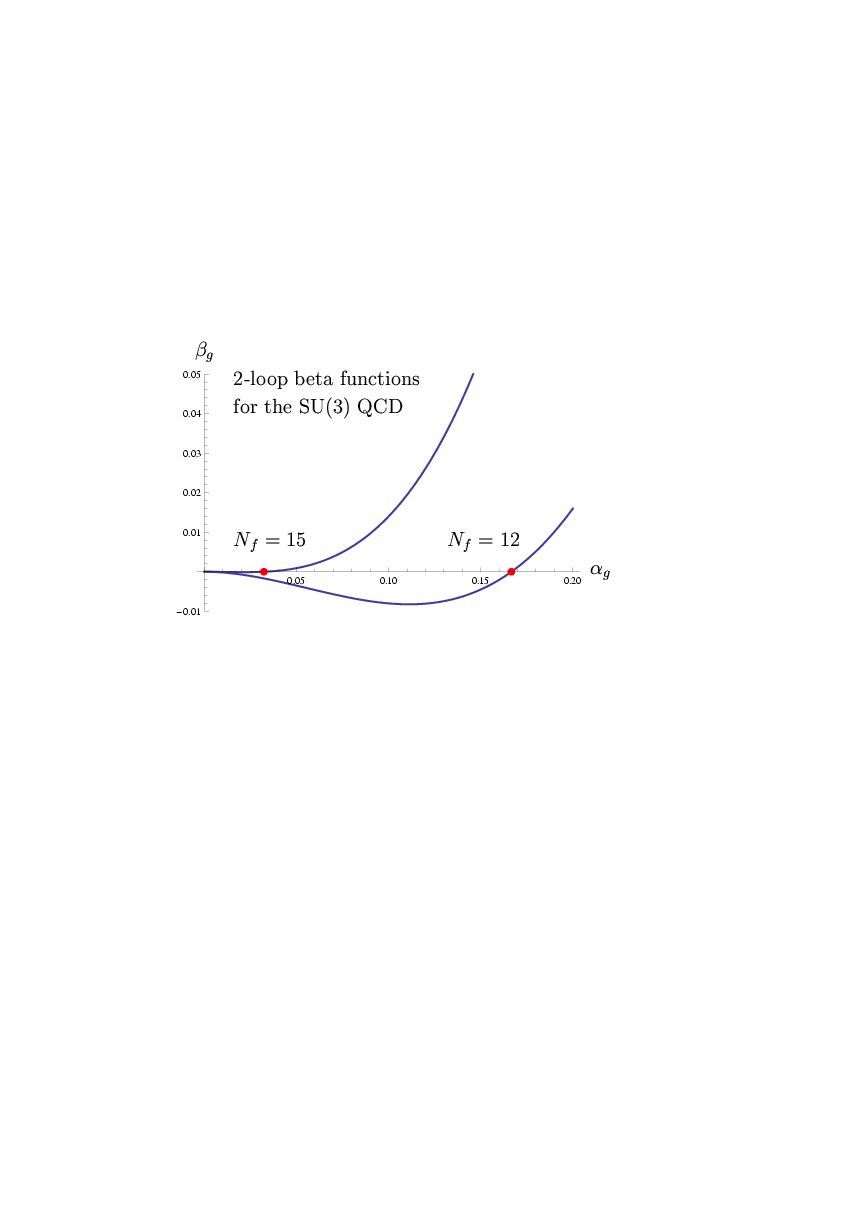 β_g
0.05
2-loop beta functions
0.04
for the SU(3) QCD
0.03
0.02
0.01
N_f = 15
N_f = 12
0.05
0.10
0.15
0.20
α_g
−0.01